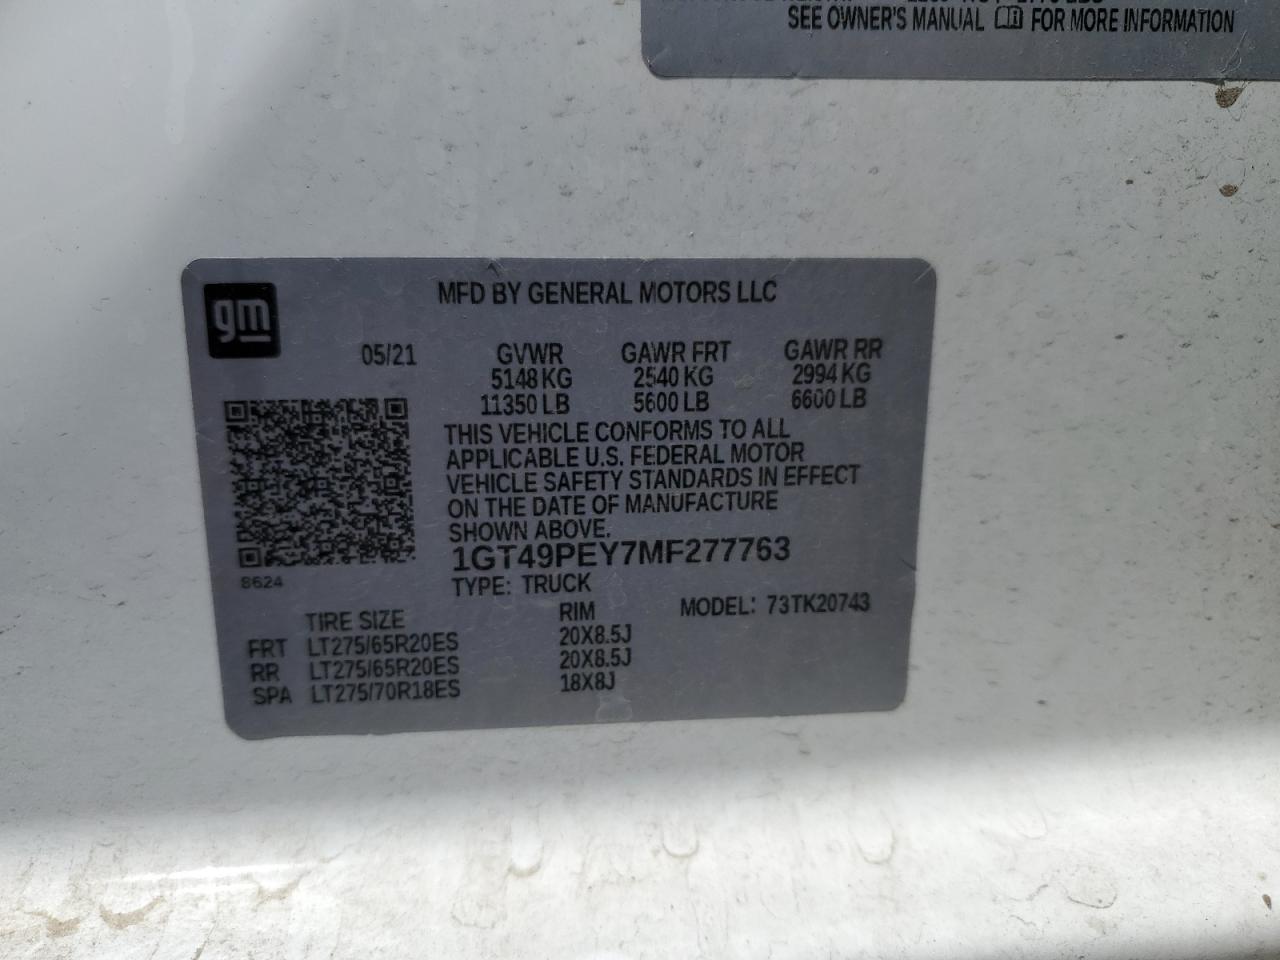 SEE OWNER'S MANUAL FOR MORE INFORMATION
gm
MFD BY GENERAL MOTORS LLC
05/21 GVWR GAWR FRT GAWR RR
5148 KG 2540 KG 2994 KG
11350 LB 5600 LB 6600 LB
THIS VEHICLE CONFORMS TO ALL
APPLICABLE U.S. FEDERAL MOTOR
VEHICLE SAFETY STANDARDS IN EFFECT
ON THE DATE OF MANUFACTURE
SHOWN ABOVE.
1GT49PEY7MF277763
8624
TYPE: TRUCK
TIRE SIZE RIM MODEL: 73TK20743
FRT LT275/65R20ES 20X8.5J
RR LT275/65R20ES 20X8.5J
SPA LT275/70R18ES 18X8J